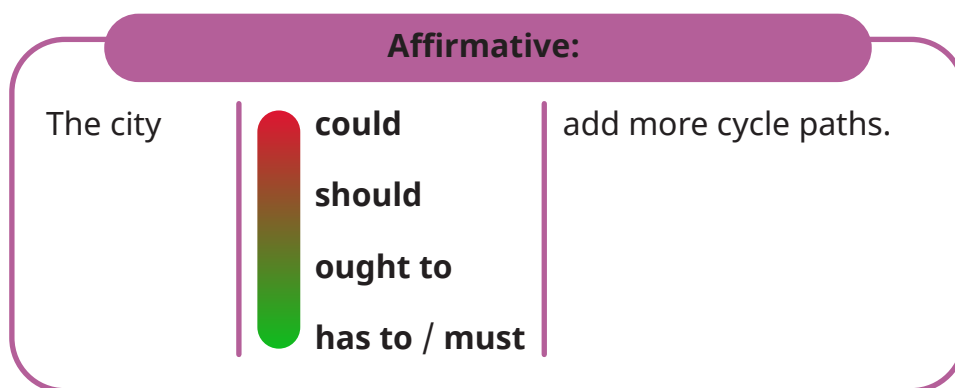 Affirmative:
The city could add more cycle paths.
should
ought to
has to / must